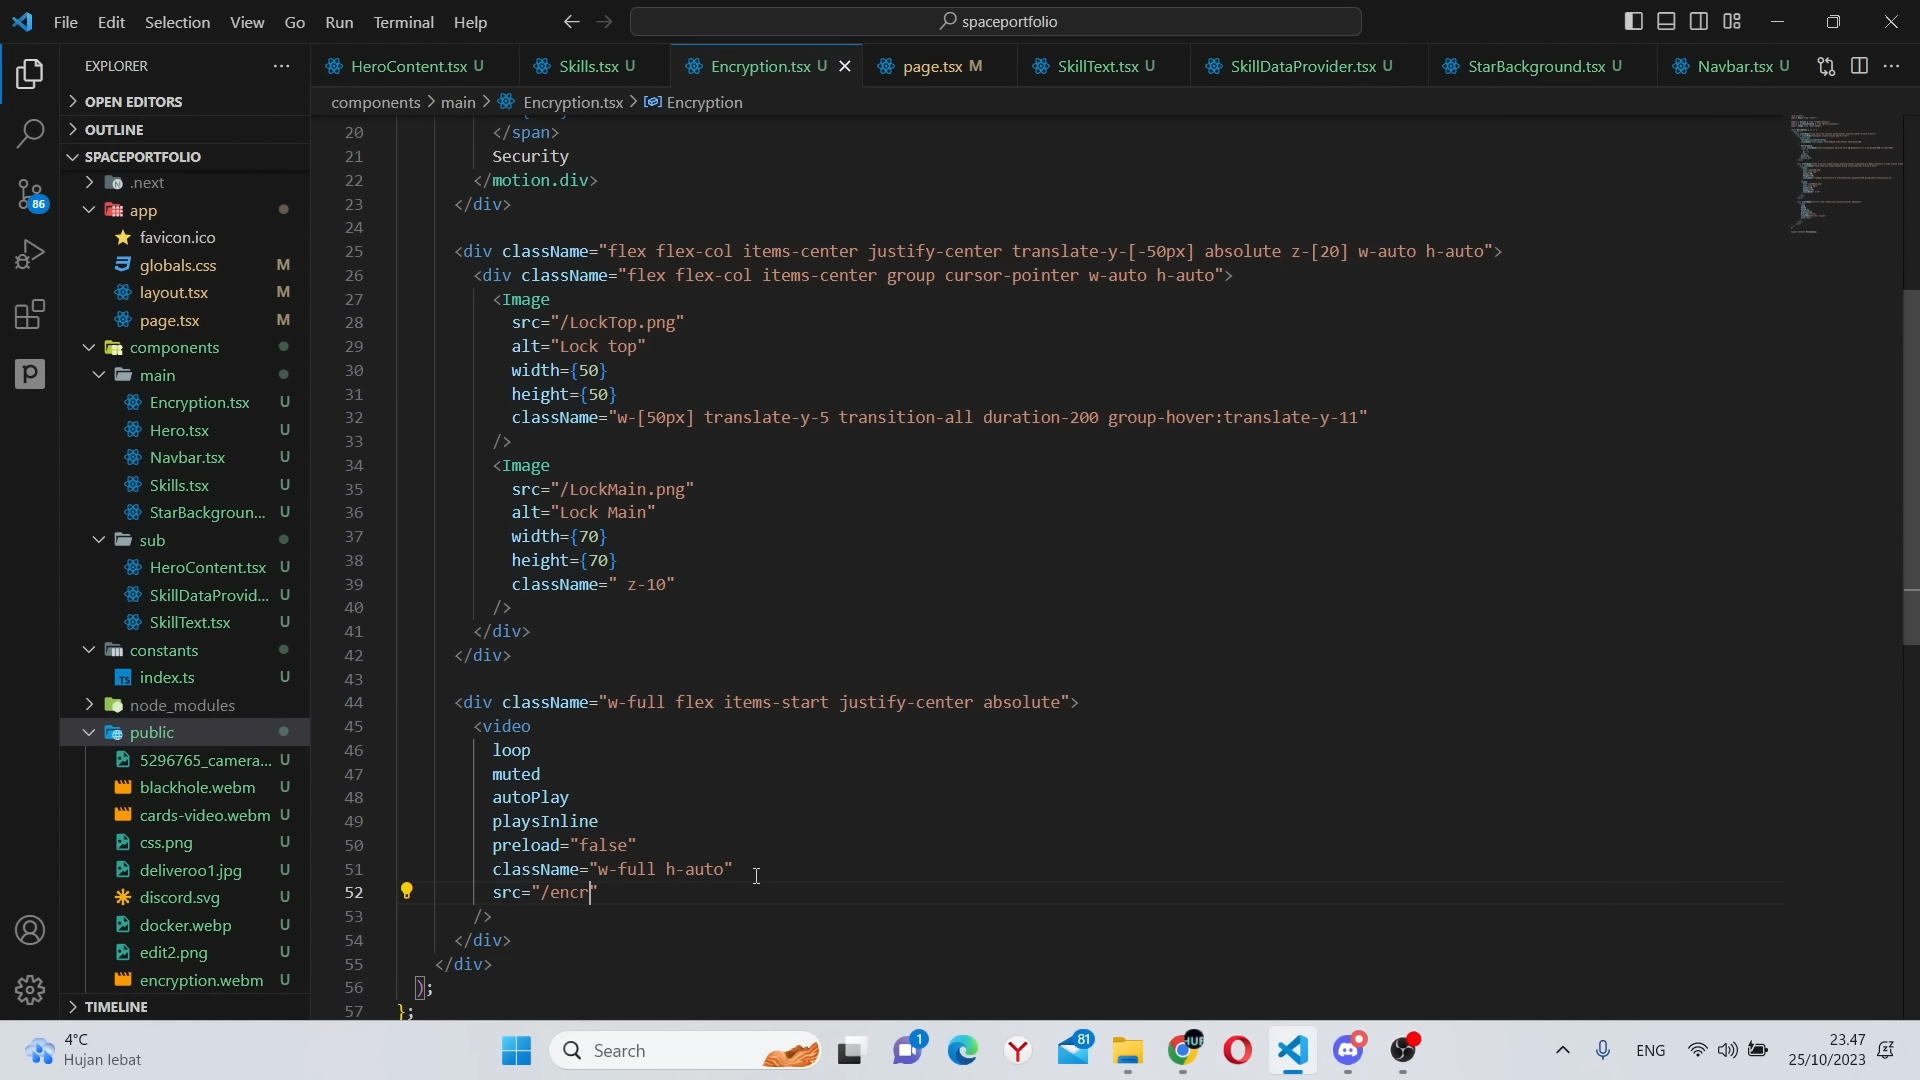 File Edit Selection View Go Run Terminal Help
spaceportfolio
EXPLORER
OPEN EDITORS
OUTLINE
SPACEPORTFOLIO
.next
app
favicon.ico
globals.css M
layout.tsx M
page.tsx M
components
main
Encryption.tsx U
Hero.tsx U
Navbar.tsx U
Skills.tsx U
StarBackgroun... U
sub
HeroContent.tsx U
SkillDataProvid... U
SkillText.tsx U
constants
TS index.ts U
node_modules
public
5296765_camera... U
blackhole.webm U
cards-video.webm U
css.png U
deliveroo1.jpg U
discord.svg U
docker.webp U
edit2.png U
encryption.webm U
TIMELINE
86
HeroContent.tsx U Skills.tsx U Encryption.tsx U page.tsx M SkillText.tsx U SkillDataProvider.tsx U StarBackground.tsx U Navbar.tsx U
components > main > Encryption.tsx > Encryption
20 </span>
21 Security
22 </motion.div>
23 </div>
24
25 <div className="flex flex-col items-center justify-center translate-y-[-50px] absolute z-[20] w-auto h-auto">
26 <div className="flex flex-col items-center group cursor-pointer w-auto h-auto">
27 <Image
28 src="/LockTop.png"
29 alt="Lock top"
30 width={50}
31 height={50}
32 className="w-[50px] translate-y-5 transition-all duration-200 group-hover:translate-y-11"
33 />
34 <Image
35 src="/LockMain.png"
36 alt="Lock Main"
37 width={70}
38 height={70}
39 className=" z-10"
40 />
41 </div>
42 </div>
43
44 <div className="w-full flex items-start justify-center absolute">
45 <video
46 loop
47 muted
48 autoPlay
49 playsInline
50 preload="false"
51 className="w-full h-auto"
52 src="/encr"
53 />
54 </div>
55 </div>
56 );
57 };
4°C
Hujan lebat
Search
1
81
HUB
ENG
23.47
25/10/2023